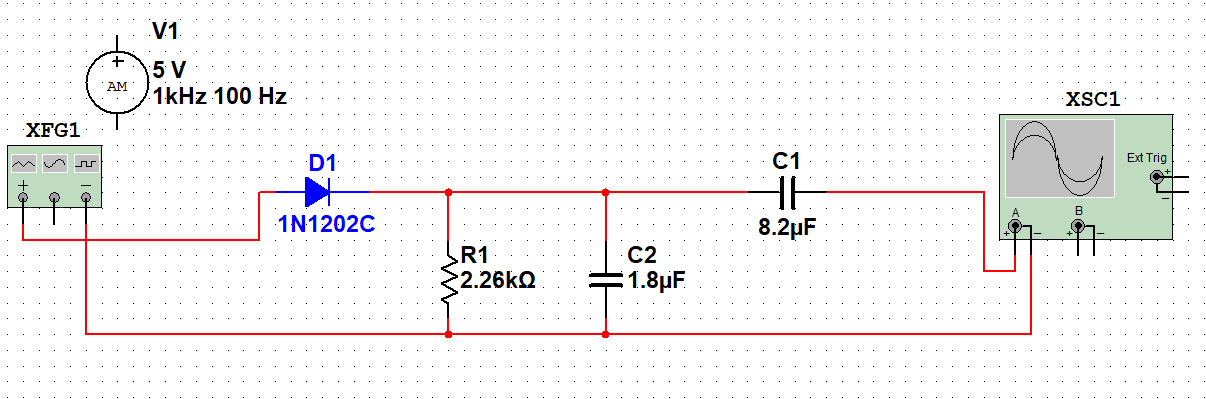 V1
+
5 V
AM
1kHz 100 Hz
XFG1
+
−
D1
1N1202C
R1
2.26kΩ
C2
1.8µF
C1
8.2µF
XSC1
Ext Trig
+
−
A
B
+
−
+
−